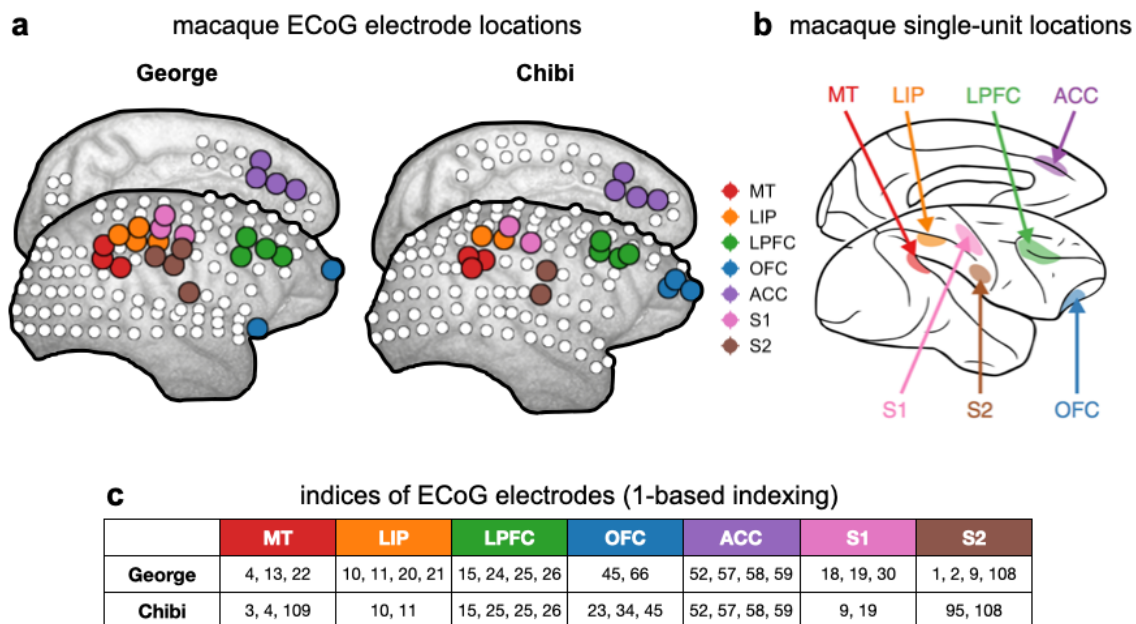 a macaque ECoG electrode locations
George Chibi
MT
LIP
LPFC
OFC
ACC
S1
S2
b macaque single-unit locations
MT LIP LPFC ACC
S1 S2 OFC
c indices of ECoG electrodes (1-based indexing)
MT LIP LPFC OFC ACC S1 S2
George 4, 13, 22 10, 11, 20, 21 15, 24, 25, 26 45, 66 52, 57, 58, 59 18, 19, 30 1, 2, 9, 108
Chibi 3, 4, 109 10, 11 15, 25, 25, 26 23, 34, 45 52, 57, 58, 59 9, 19 95, 108